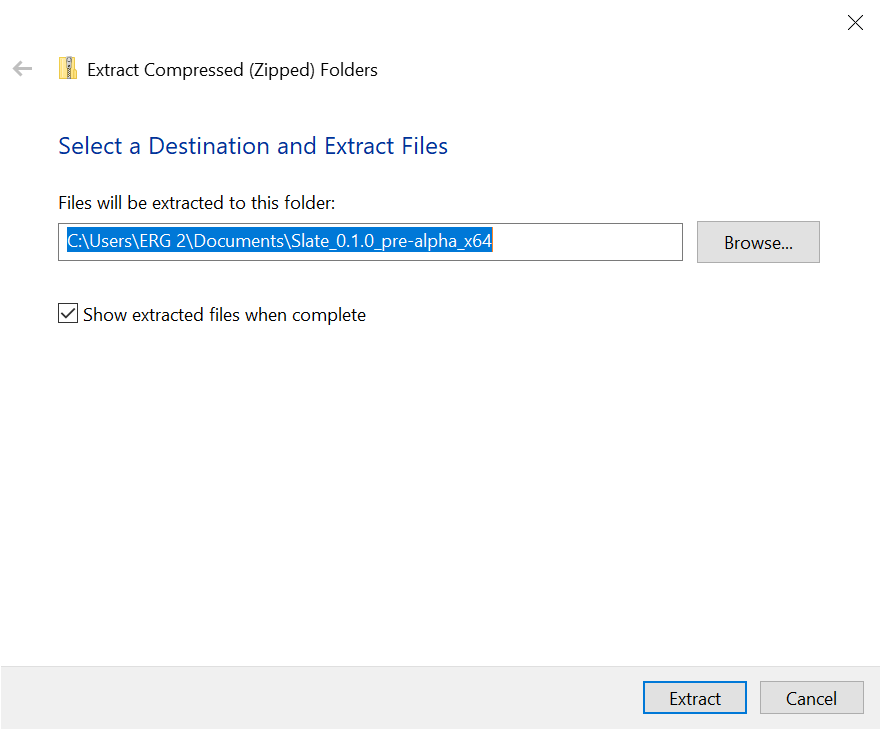 Extract Compressed (Zipped) Folders
Select a Destination and Extract Files
Files will be extracted to this folder:
C:\Users\ERG 2\Documents\Slate_0.1.0_pre-alpha_x64
Browse...
Show extracted files when complete
Extract
Cancel